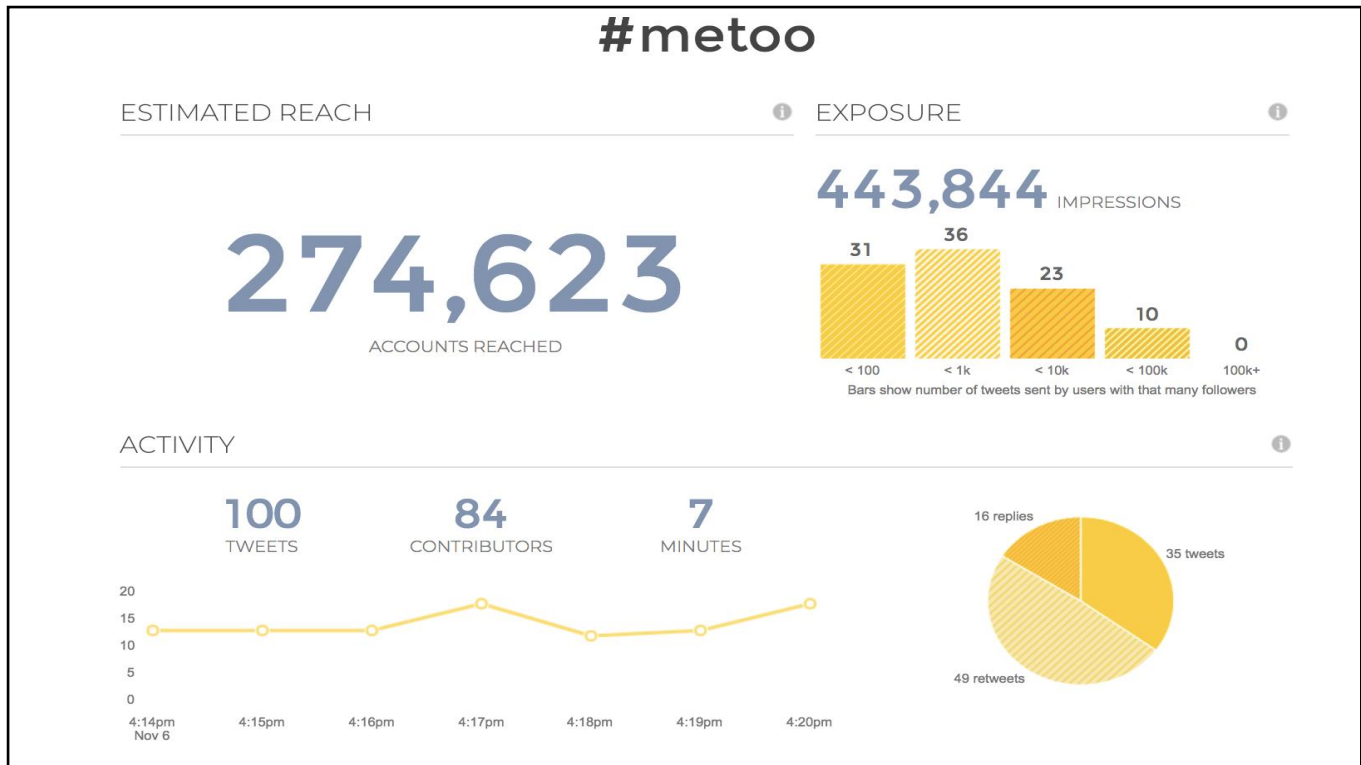 #metoo
ESTIMATED REACH
274,623
ACCOUNTS REACHED
EXPOSURE
443,844 IMPRESSIONS
31 36 23 10 0
< 100 < 1k < 10k < 100k 100k+
Bars show number of tweets sent by users with that many followers
ACTIVITY
100 84 7
TWEETS CONTRIBUTORS MINUTES
20
15
10
5
0
4:14pm 4:15pm 4:16pm 4:17pm 4:18pm 4:19pm 4:20pm
Nov 6
16 replies
35 tweets
49 retweets